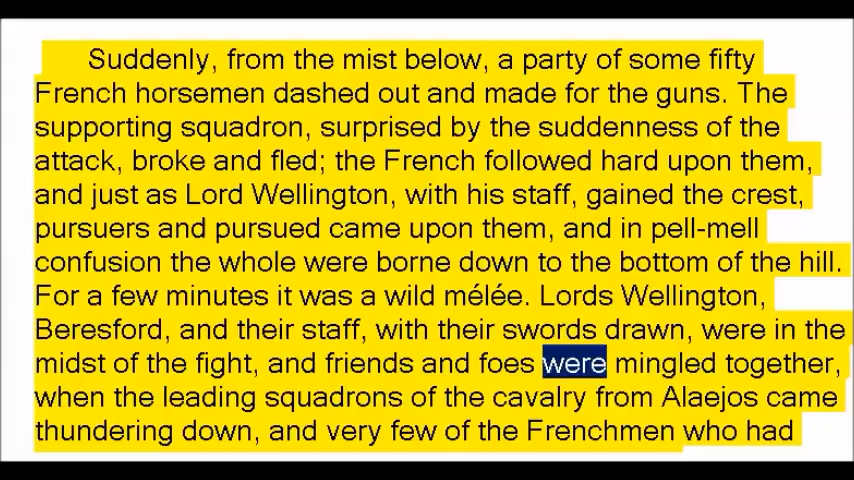 Suddenly, from the mist below, a party of some fifty
French horsemen dashed out and made for the guns. The
supporting squadron, surprised by the suddenness of the
attack, broke and fled; the French followed hard upon them,
and just as Lord Wellington, with his staff, gained the crest,
pursuers and pursued came upon them, and in pell-mell
confusion the whole were borne down to the bottom of the hill.
For a few minutes it was a wild mélée. Lords Wellington,
Beresford, and their staff, with their swords drawn, were in the
midst of the fight, and friends and foes were mingled together,
when the leading squadrons of the cavalry from Alaejos came
thundering down, and very few of the Frenchmen who had